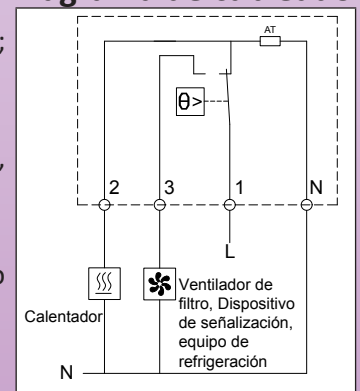 AT
θ>
2 3 1 N
L
Calentador
Ventilador de
filtro, Dispositivo
de señalización,
equipo de
refrigeración
N